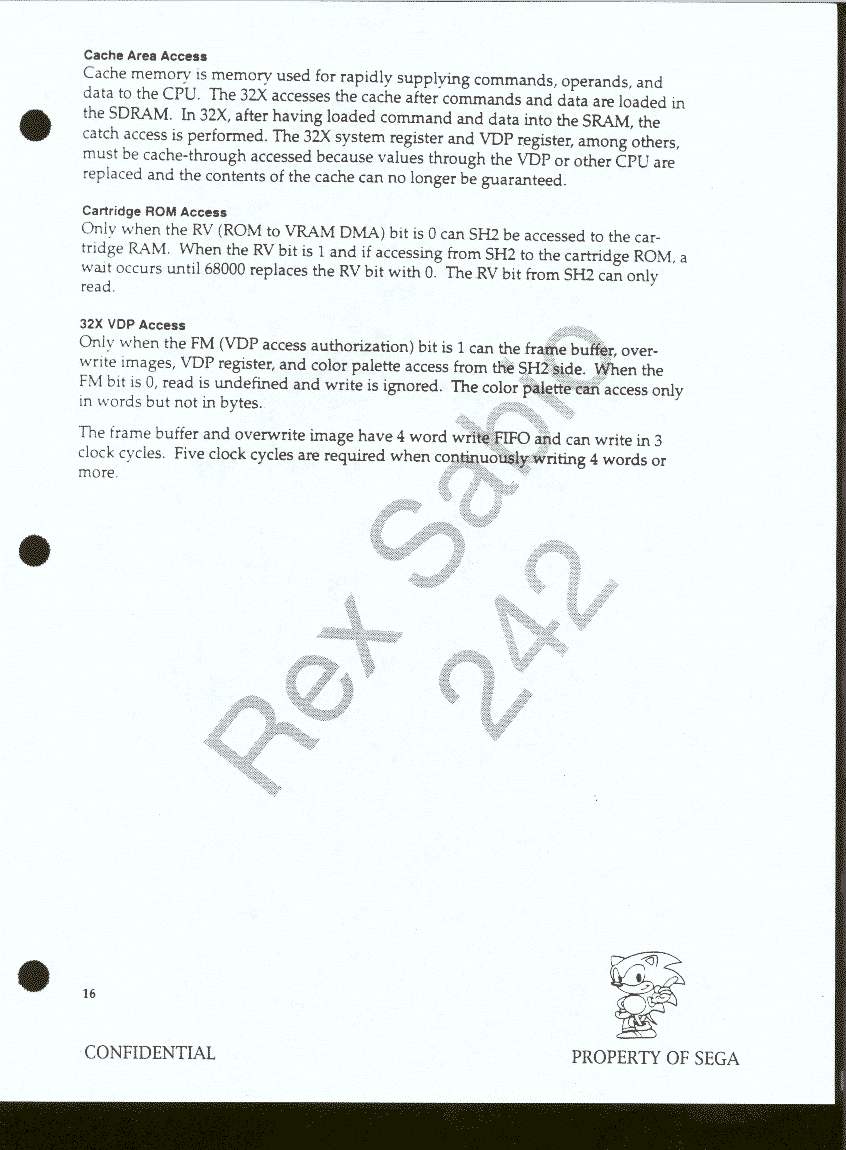 Cache Area Access
Cache memory is memory used for rapidly supplying commands, operands, and
data to the CPU. The 32X accesses the cache after commands and data are loaded in
the SDRAM. In 32X, after having loaded command and data into the SRAM, the
catch access is performed. The 32X system register and VDP register, among others,
must be cache-through accessed because values through the VDP or other CPU are
replaced and the contents of the cache can no longer be guaranteed.
Cartridge ROM Access
Only when the RV (ROM to VRAM DMA) bit is 0 can SH2 be accessed to the car-
tridge RAM. When the RV bit is 1 and if accessing from SH2 to the cartridge ROM, a
wait occurs until 68000 replaces the RV bit with 0. The RV bit from SH2 can only
read.
32X VDP Access
Only when the FM (VDP access authorization) bit is 1 can the frame buffer, over-
write images, VDP register, and color palette access from the SH2 side. When the
FM bit is 0, read is undefined and write is ignored. The color palette can access only
in words but not in bytes.
The frame buffer and overwrite image have 4 word write FIFO and can write in 3
clock cycles. Five clock cycles are required when continuously writing 4 words or
more.
Rex Sabio
242
16
CONFIDENTIAL
PROPERTY OF SEGA